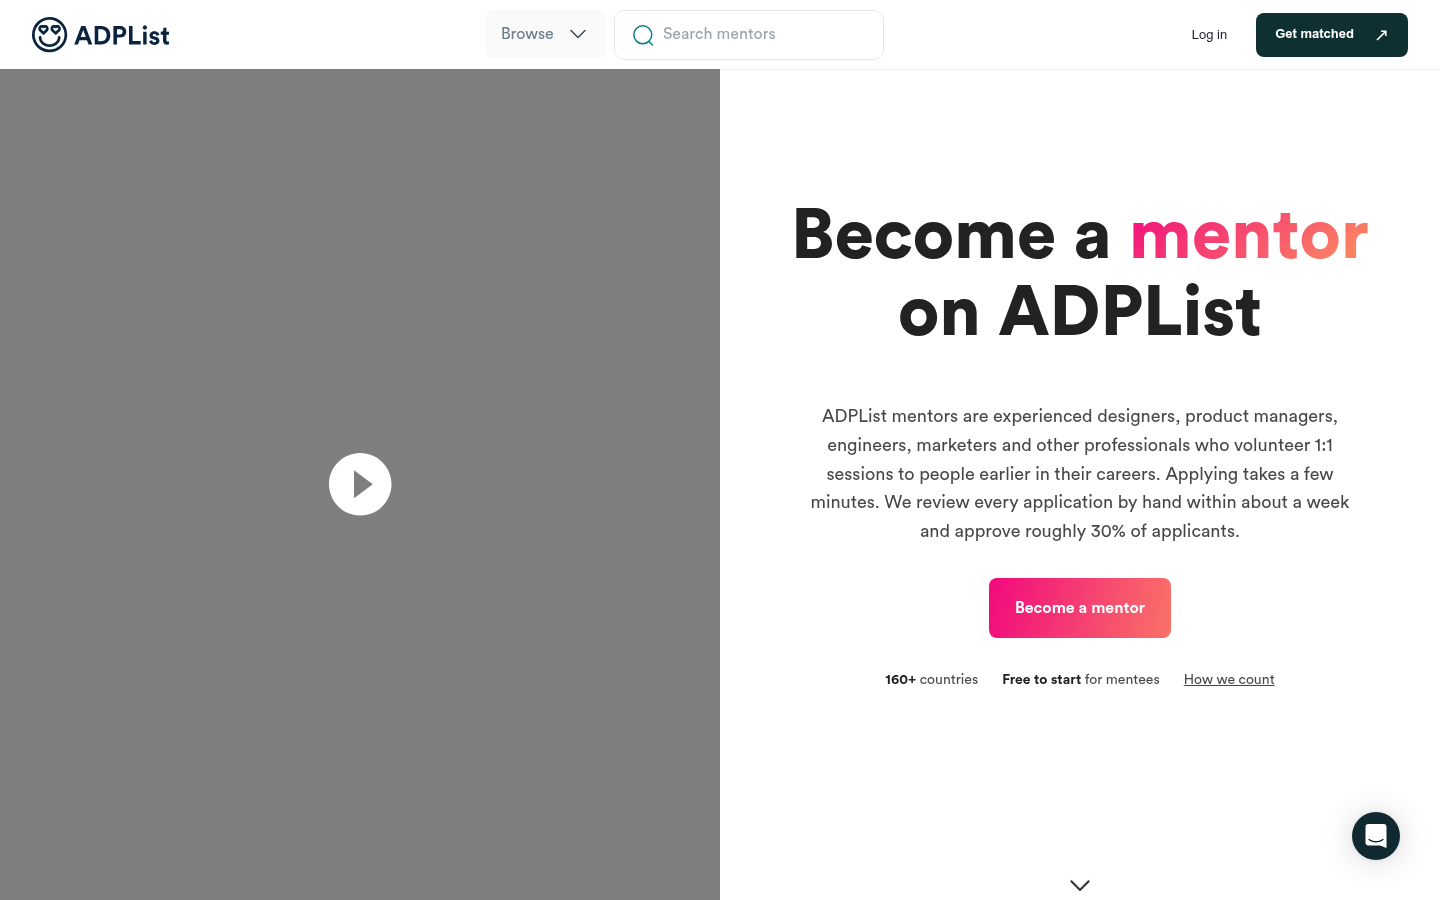 ADPList
Browse
Search mentors
Log in
Get matched
Become a mentor
on ADPList
ADPList mentors are experienced designers, product managers,
engineers, marketers and other professionals who volunteer 1:1
sessions to people earlier in their careers. Applying takes a few
minutes. We review every application by hand within about a week
and approve roughly 30% of applicants.
Become a mentor
160+ countries
Free to start for mentees
How we count